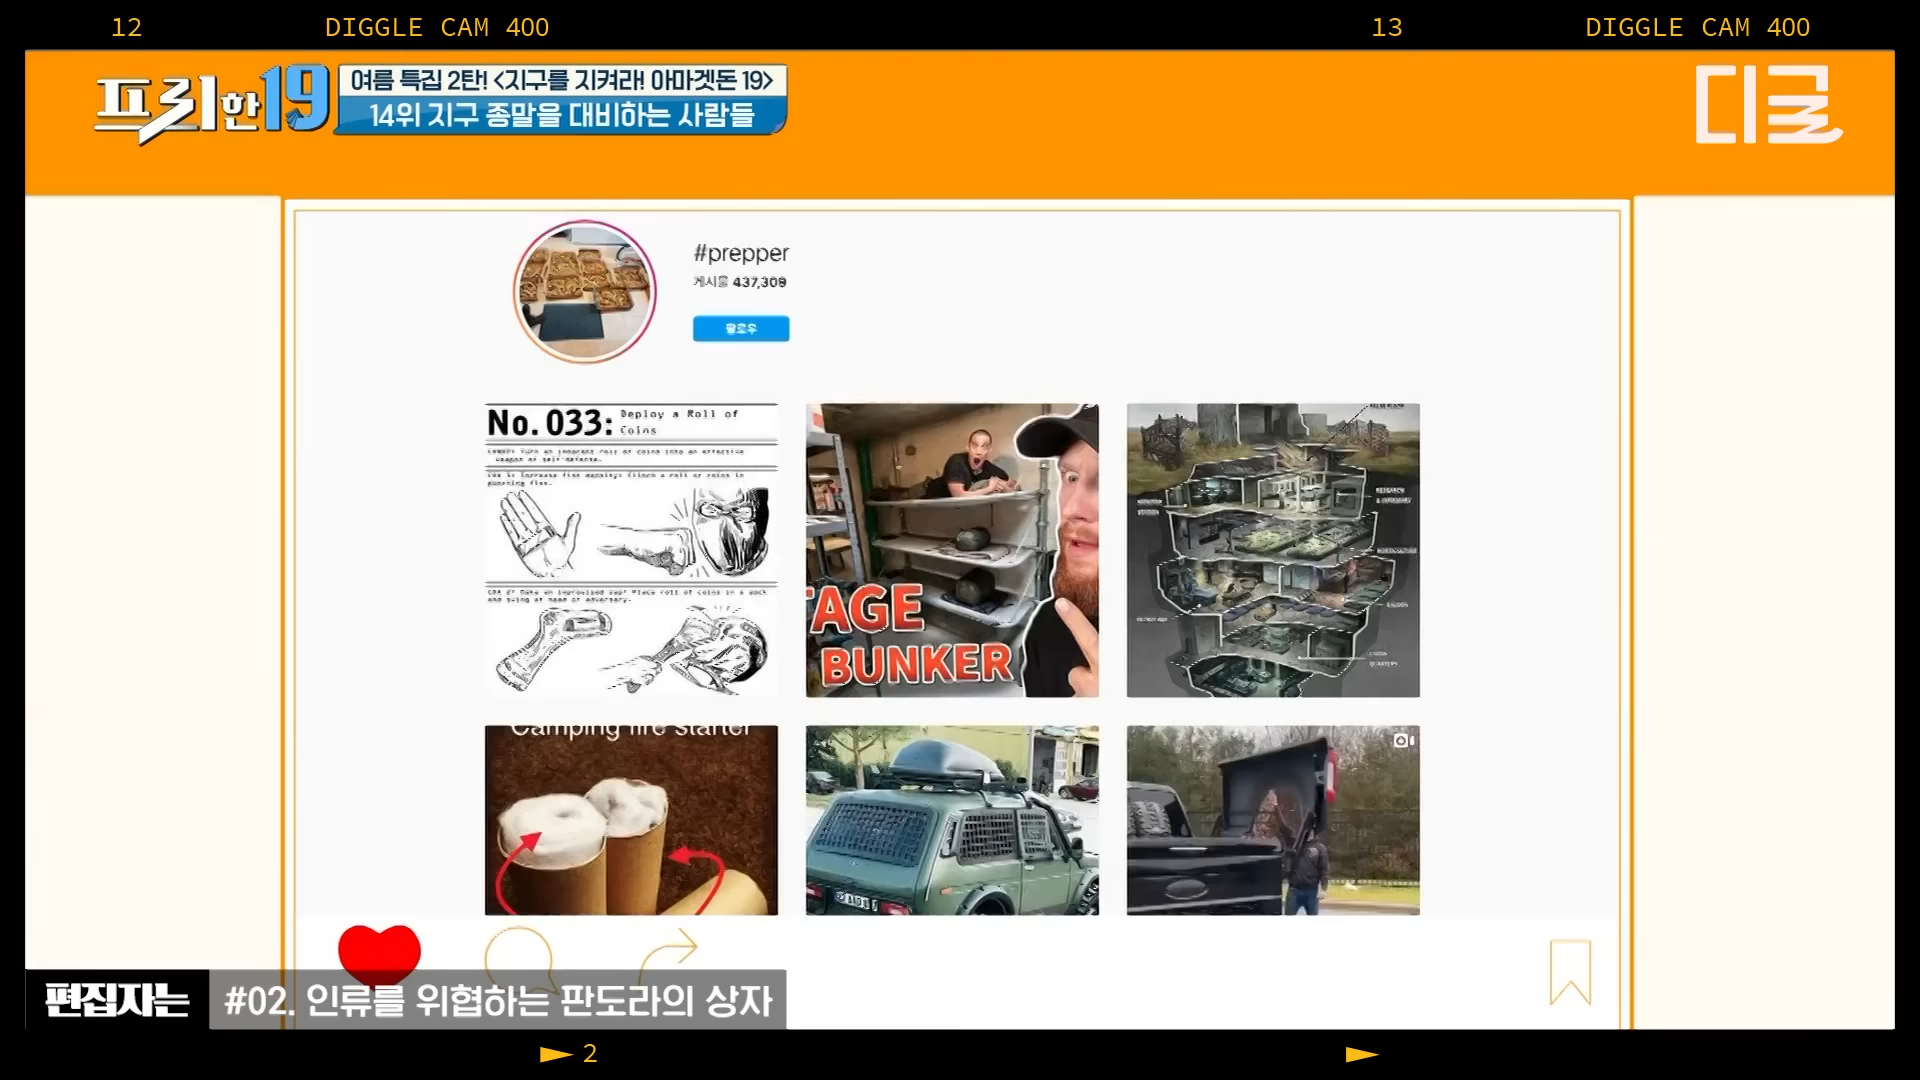 12
DIGGLE CAM 400
13
DIGGLE CAM 400
프리한19
여름 특집 2탄! <지구를 지켜라! 아마겟돈 19>
14위 지구 종말을 대비하는 사람들
디글
#prepper
게시물 437,309
팔로우
No. 033: Deploy a Roll of
Coins
TAGE
BUNKER
Camping fire starter
편집자는
#02. 인류를 위협하는 판도라의 상자
2